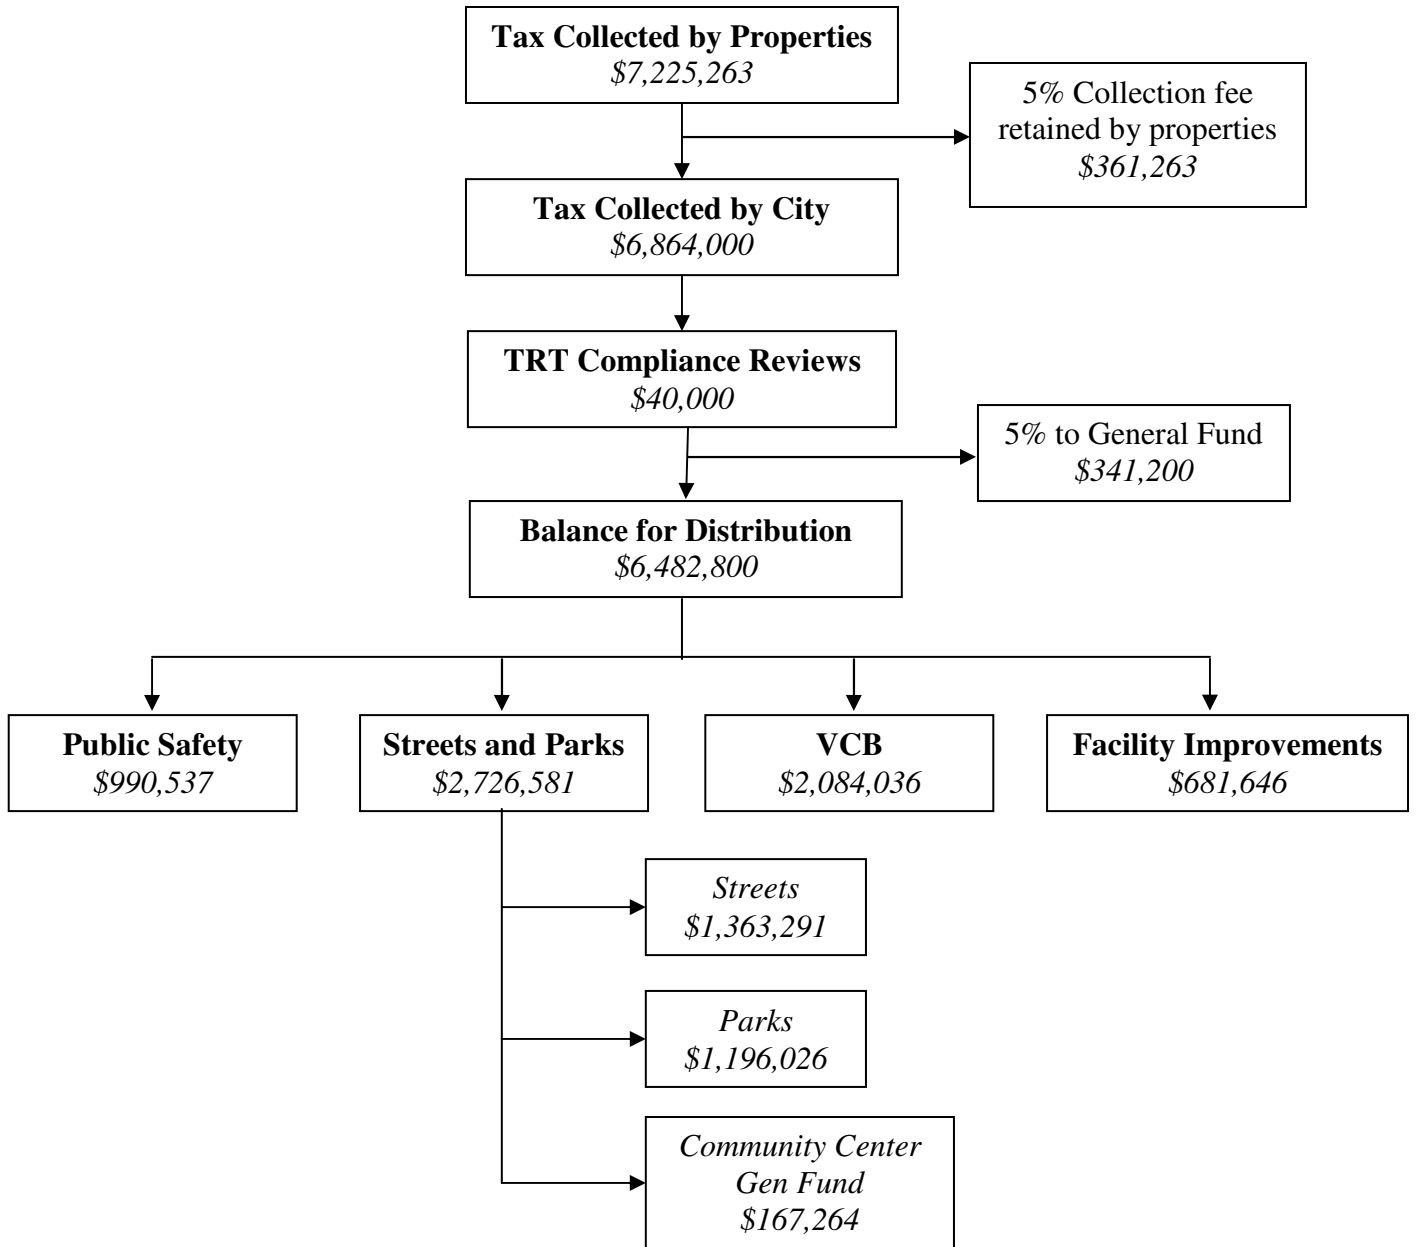 Tax Collected by Properties
$7,225,263
5% Collection fee
retained by properties
$361,263
Tax Collected by City
$6,864,000
TRT Compliance Reviews
$40,000
5% to General Fund
$341,200
Balance for Distribution
$6,482,800
Public Safety
$990,537
Streets and Parks
$2,726,581
VCB
$2,084,036
Facility Improvements
$681,646
Streets
$1,363,291
Parks
$1,196,026
Community Center
Gen Fund
$167,264